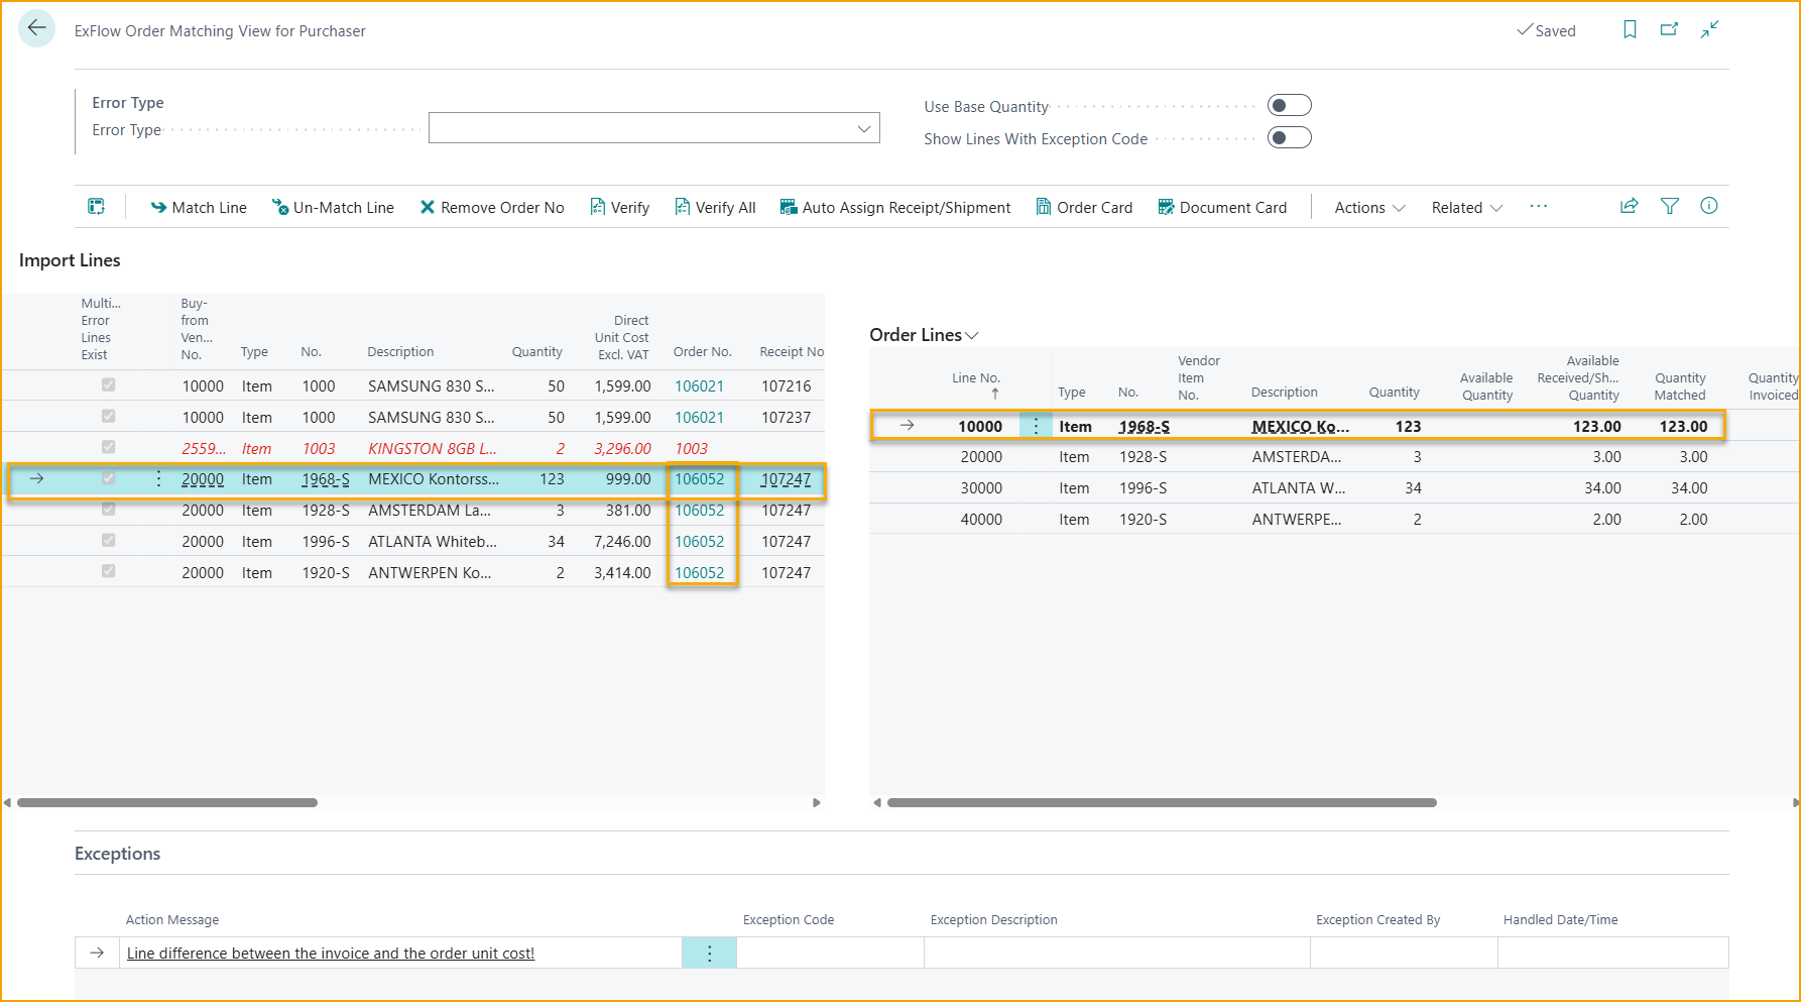 ExFlow Order Matching View for Purchaser
Saved
Error Type
Error Type
Use Base Quantity
Show Lines With Exception Code
Match Line Un-Match Line Remove Order No Verify Verify All Auto Assign Receipt/Shipment Order Card Document Card Actions Related ...
Import Lines
Multi... Error Lines Exist Buy-from Ven... No. Type No. Description Quantity Direct Unit Cost Excl. VAT Order No. Receipt No
10000 Item 1000 SAMSUNG 830 S... 50 1,599.00 106021 107216
10000 Item 1000 SAMSUNG 830 S... 50 1,599.00 106021 107237
2559... Item 1003 KINGSTON 8GB L... 2 3,296.00 1003
20000 Item 1968-S MEXICO Kontorss... 123 999.00 106052 107247
20000 Item 1928-S AMSTERDAM La... 3 381.00 106052 107247
20000 Item 1996-S ATLANTA Whiteb... 34 7,246.00 106052 107247
20000 Item 1920-S ANTWERPEN Ko... 2 3,414.00 106052 107247
Order Lines
Line No. Type No. Vendor Item No. Description Quantity Available Quantity Available Received/Sh... Quantity Quantity Matched Quantity Invoiced
10000 Item 1968-S MEXICO Ko... 123 123.00 123.00
20000 Item 1928-S AMSTERDA... 3 3.00 3.00
30000 Item 1996-S ATLANTA W... 34 34.00 34.00
40000 Item 1920-S ANTWERPE... 2 2.00 2.00
Exceptions
Action Message Exception Code Exception Description Exception Created By Handled Date/Time
Line difference between the invoice and the order unit cost!